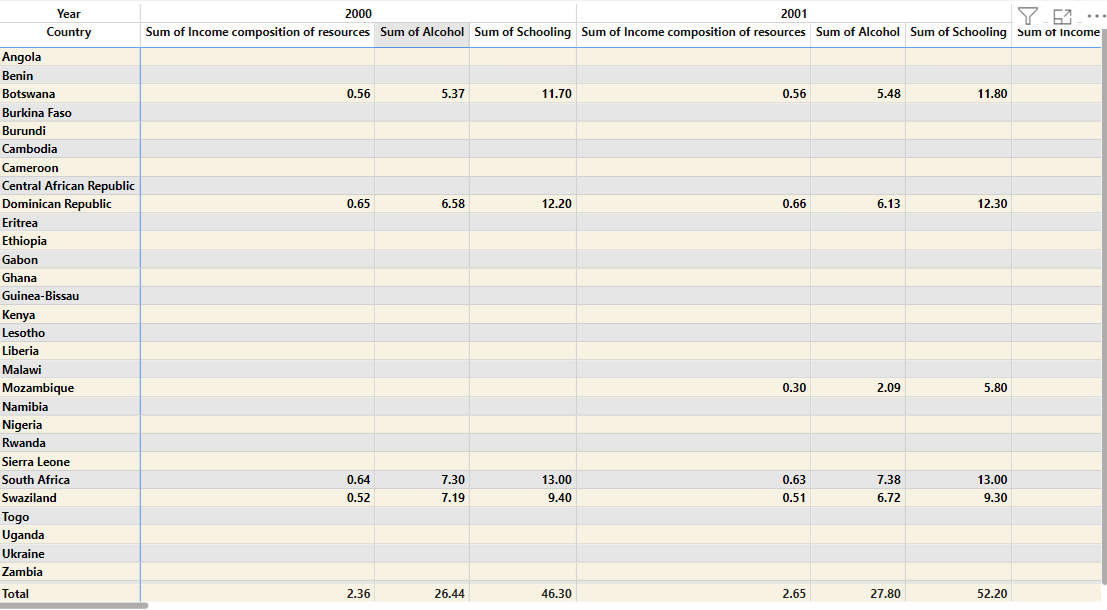 Year 2000 2001
Country Sum of Income composition of resources Sum of Alcohol Sum of Schooling Sum of Income composition of resources Sum of Alcohol Sum of Schooling Sum of Income
Angola
Benin
Botswana 0.56 5.37 11.70 0.56 5.48 11.80
Burkina Faso
Burundi
Cambodia
Cameroon
Central African Republic
Dominican Republic 0.65 6.58 12.20 0.66 6.13 12.30
Eritrea
Ethiopia
Gabon
Ghana
Guinea-Bissau
Kenya
Lesotho
Liberia
Malawi
Mozambique 0.30 2.09 5.80
Namibia
Nigeria
Rwanda
Sierra Leone
South Africa 0.64 7.30 13.00 0.63 7.38 13.00
Swaziland 0.52 7.19 9.40 0.51 6.72 9.30
Togo
Uganda
Ukraine
Zambia
Total 2.36 26.44 46.30 2.65 27.80 52.20